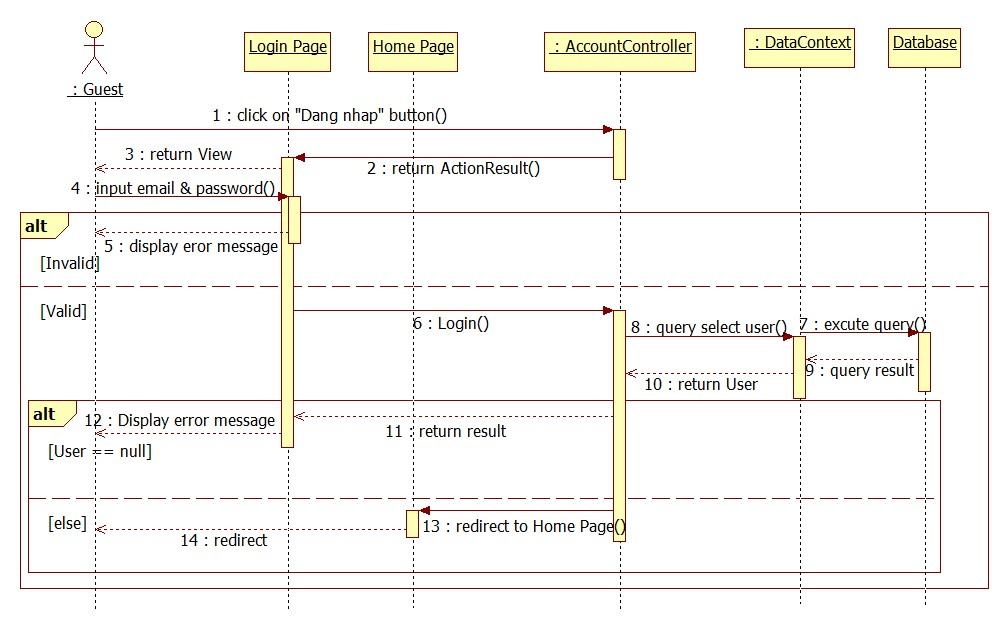 : Guest
Login Page
Home Page
: AccountController
: DataContext
Database
1 : click on "Dang nhap" button()
2 : return ActionResult()
3 : return View
4 : input email & password()
alt
5 : display eror message
[Invalid]
[Valid]
6 : Login()
8 : query select user()
7 : excute query()
9 : query result
10 : return User
alt
12 : Display error message
11 : return result
[User == null]
[else]
13 : redirect to Home Page()
14 : redirect